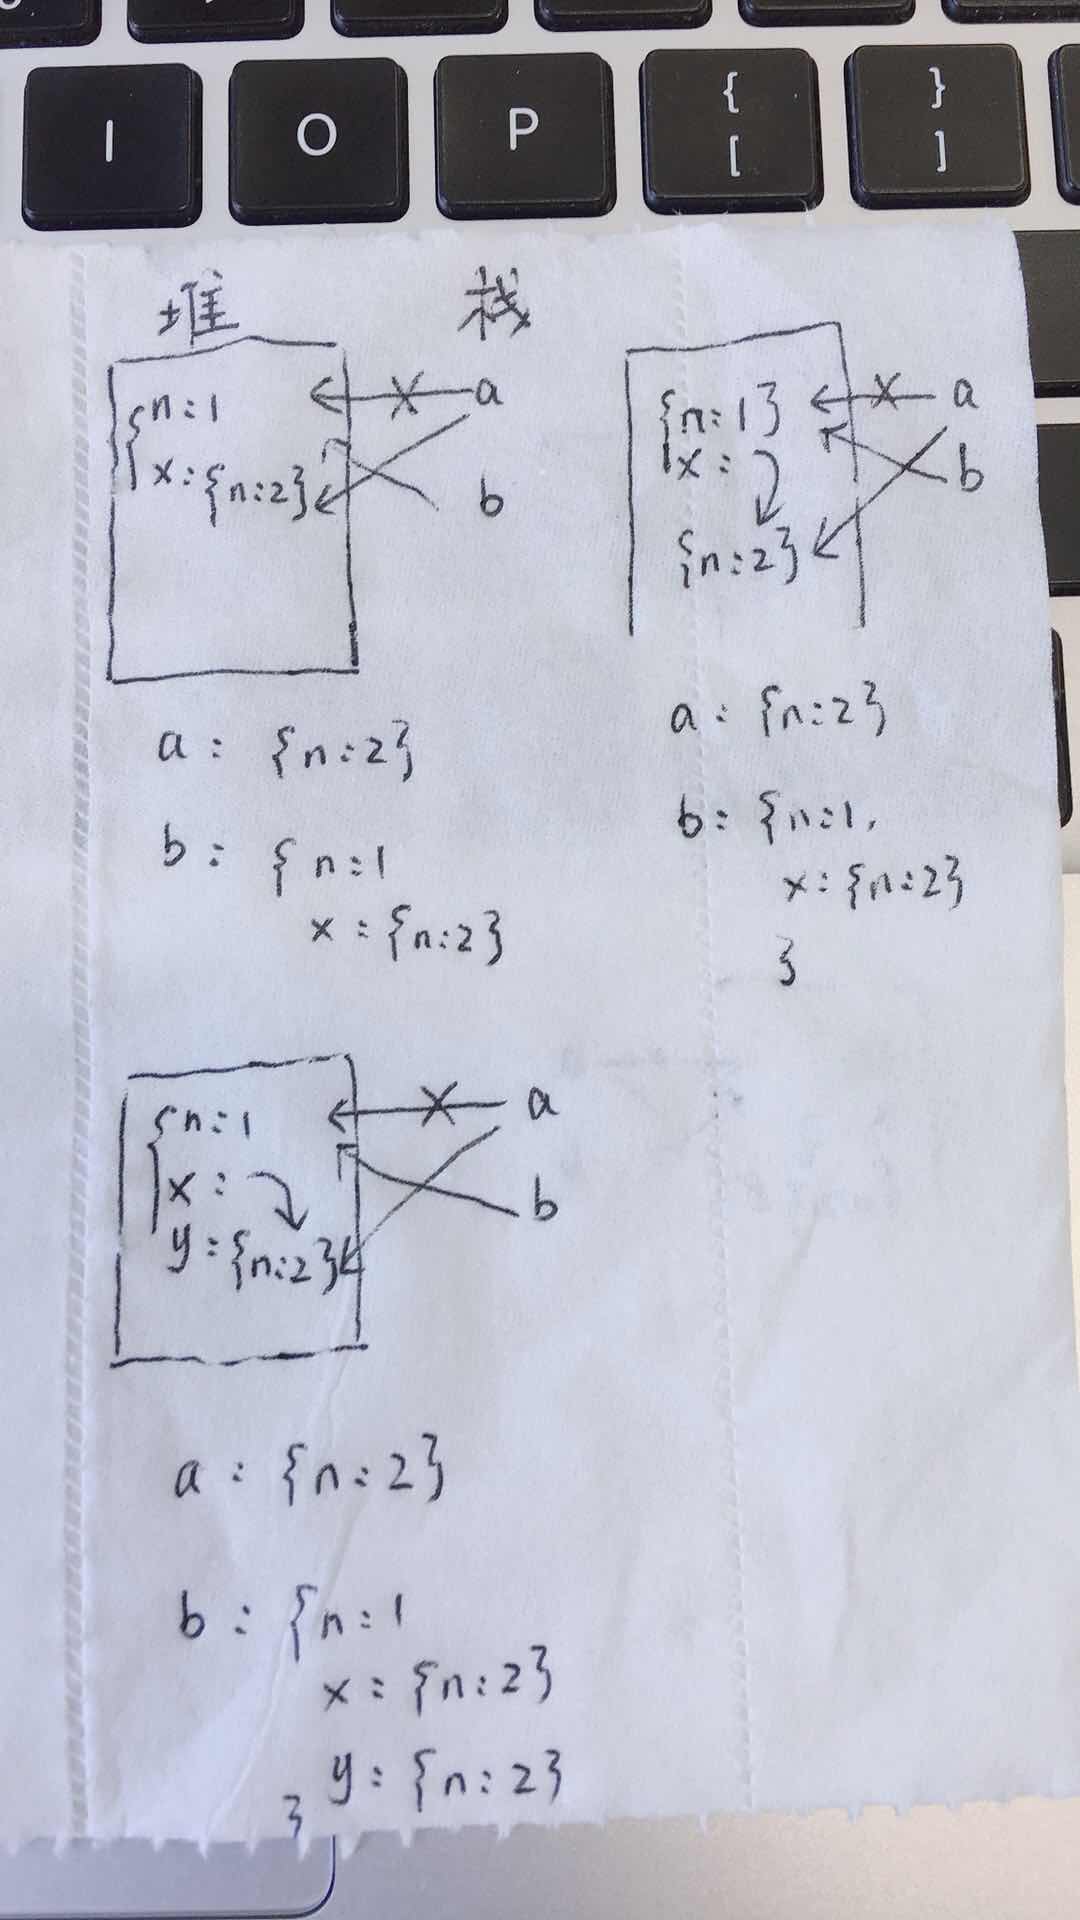 I O P { [ } ]
堆 栈
{n:1 a
x:{n:2} b
a: {n:2}
b: {n:1
x:{n:2}
{n:1} a
x: b
{n:2}
a: {n:2}
b: {n:1,
x:{n:2}
}
{n:1 a
x: b
y:{n:2}
a: {n:2}
b: {n:1
x:{n:2}
y:{n:2}
}